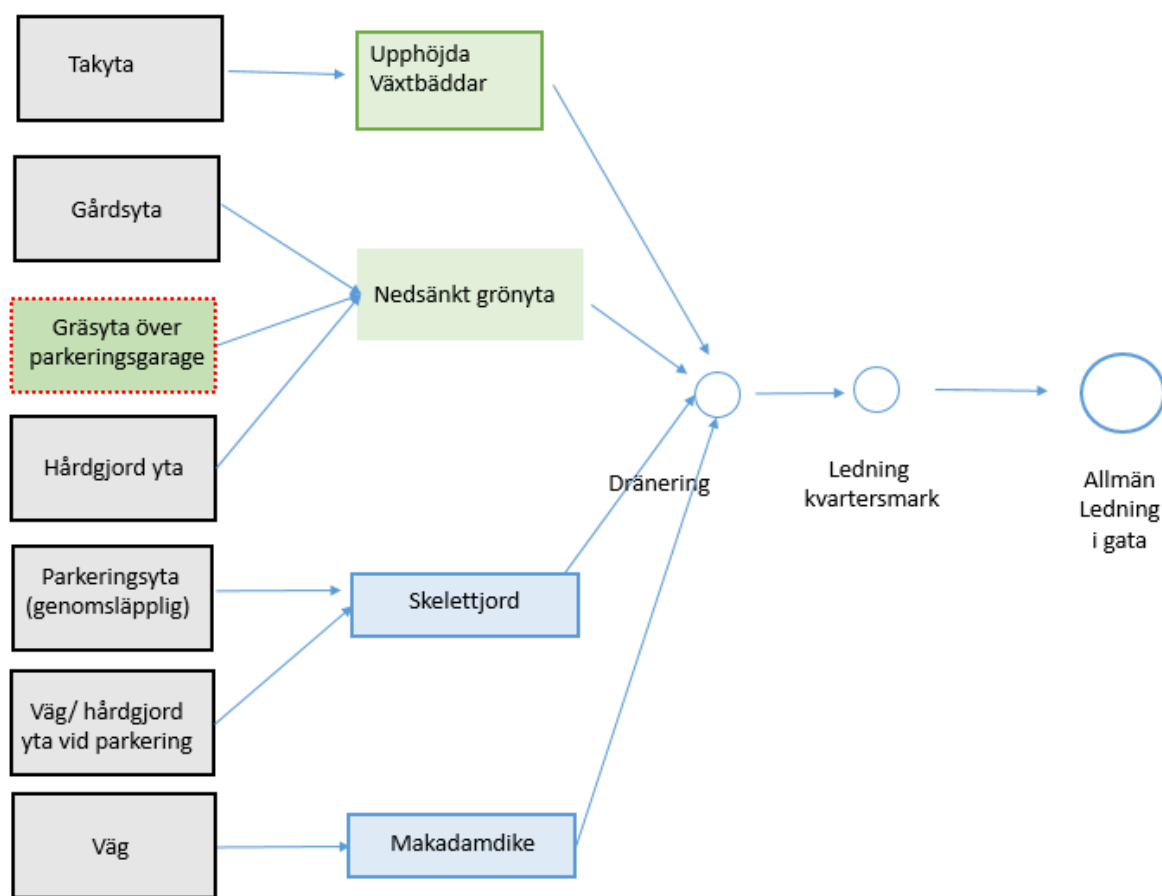 Takyta
Upphöjda
Växtbäddar
Gårdsyta
Nedsänkt grönyta
Gräsyta över
parkeringsgarage
Hårdgjord yta
Dränering
Ledning
kvartersmark
Allmän
Ledning
i gata
Parkeringsyta
(genomsläpplig)
Skelettjord
Väg/ hårdgjord
yta vid parkering
Väg
Makadamdike